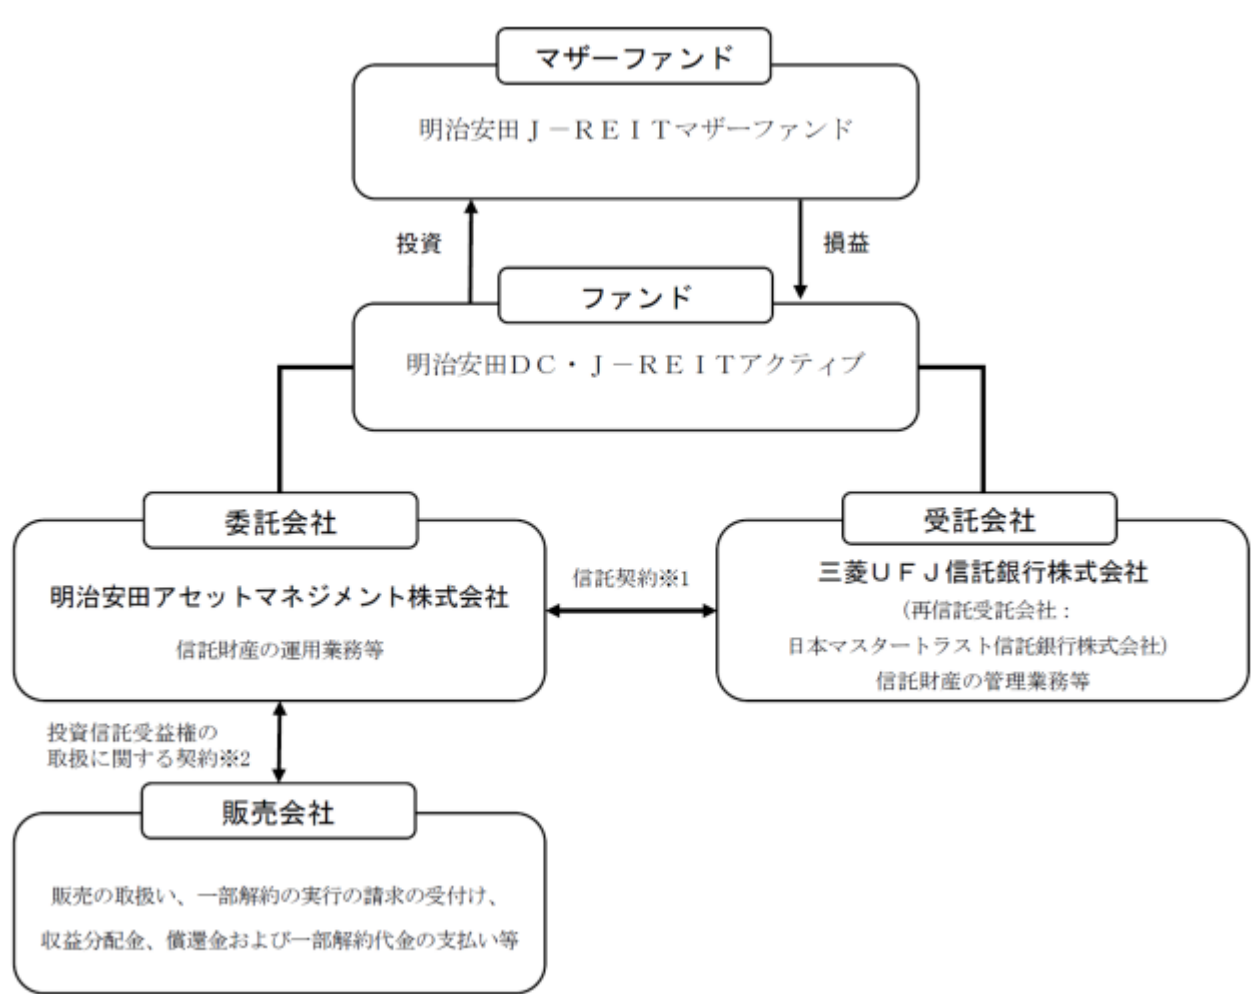 マザーファンド
明治安田Ｊ－ＲＥＩＴマザーファンド
投資
損益
ファンド
明治安田DＣ・Ｊ－ＲＥＩＴアクティブ
委託会社
明治安田アセットマネジメント株式会社
信託財産の運用業務等
信託契約※1
受託会社
三菱ＵＦＪ信託銀行株式会社
（再信託受託会社：
日本マスタートラスト信託銀行株式会社）
信託財産の管理業務等
投資信託受益権の
取扱に関する契約※2
販売会社
販売の取扱い、一部解約の実行の請求の受付け、
収益分配金、償還金および一部解約代金の支払い等